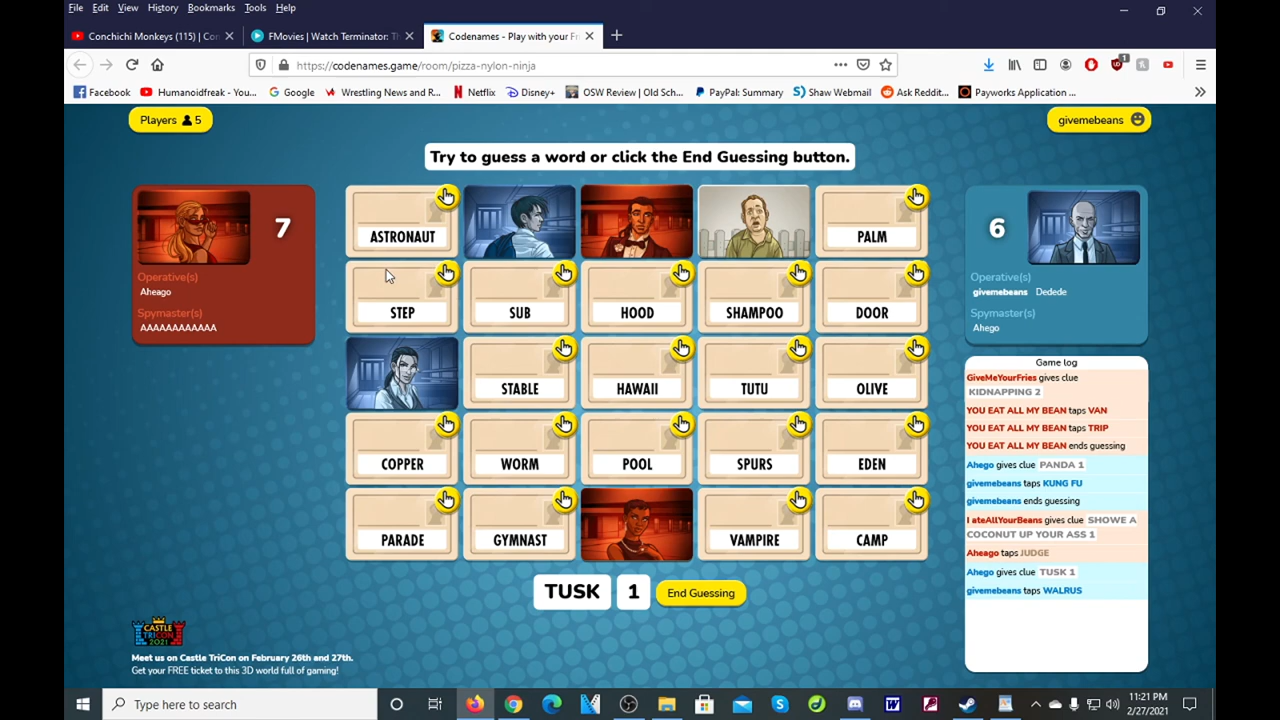 File Edit View History Bookmarks Tools Help
Conchichi Monkeys (115) | Con
FMovies | Watch Terminator: Th
Codenames - Play with your Fr
https://codenames.game/room/pizza-nylon-ninja
Facebook Humanoidfreak - You... Google Wrestling News and R... Netflix Disney+ OSW Review | Old Sch... PayPal: Summary Shaw Webmail Ask Reddit... Payworks Application ...
Players 5
givemebeans
Try to guess a word or click the End Guessing button.
7
Operative(s)
Aheago
Spymaster(s)
AAAAAAAAAAAA
ASTRONAUT
PALM
STEP
SUB
HOOD
SHAMPOO
DOOR
STABLE
HAWAII
TUTU
OLIVE
COPPER
WORM
POOL
SPURS
EDEN
PARADE
GYMNAST
VAMPIRE
CAMP
TUSK
1
End Guessing
6
Operative(s)
givemebeans Dedede
Spymaster(s)
Ahego
Game log
GiveMeYourFries gives clue
KIDNAPPING 2
YOU EAT ALL MY BEAN taps VAN
YOU EAT ALL MY BEAN taps TRIP
YOU EAT ALL MY BEAN ends guessing
Ahego gives clue PANDA 1
givemebeans taps KUNG FU
givemebeans ends guessing
I ateAllYourBeans gives clue SHOWE A
COCONUT UP YOUR ASS 1
Aheago taps JUDGE
Ahego gives clue TUSK 1
givemebeans taps WALRUS
CASTLE
TRICON
2021
Meet us on Castle TriCon on February 26th and 27th.
Get your FREE ticket to this 3D world full of gaming!
Type here to search
11:21 PM
2/27/2021